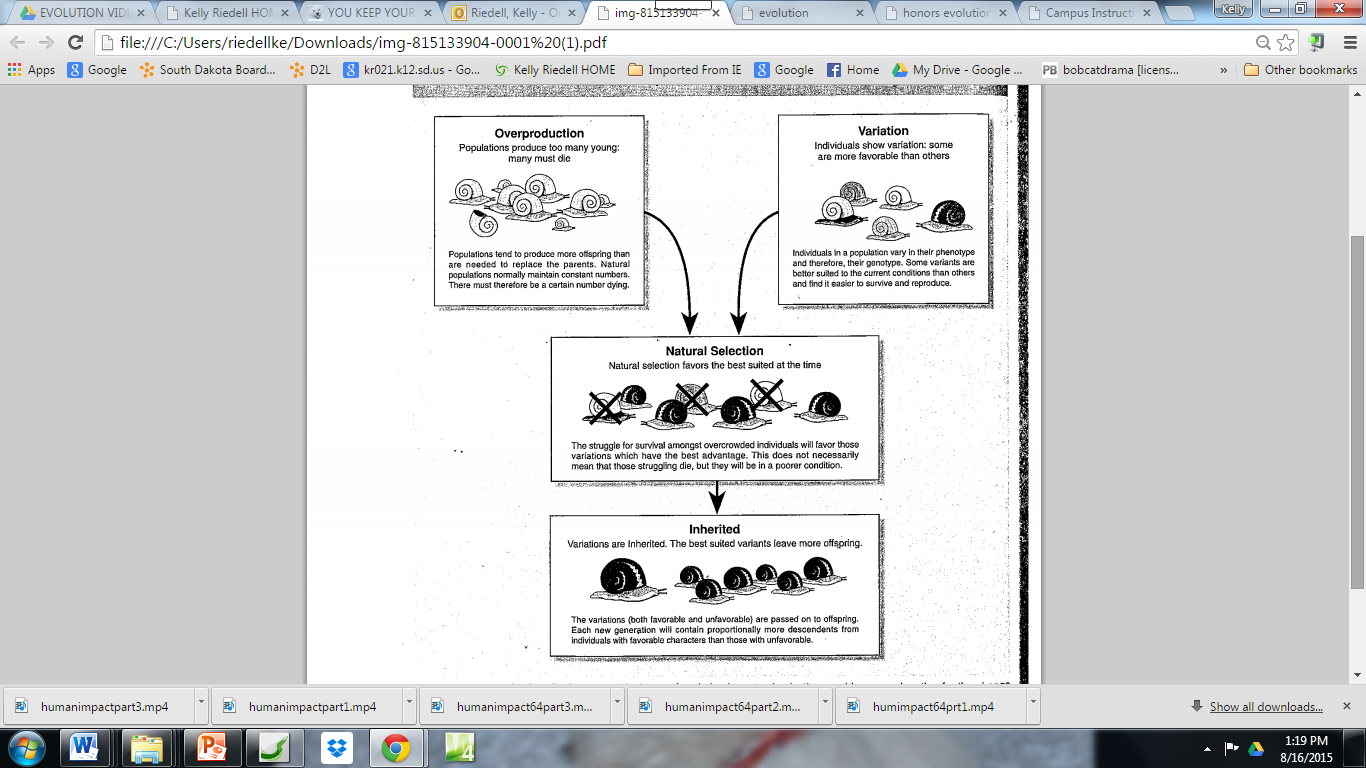 EVOLUTION VID
Kelly Riedell HO
YOU KEEP YOUR
Riedell, Kelly - O
img-815133904-
evolution
honors evolution
Campus Instructi
Kelly
file:///C:/Users/riedellke/Downloads/img-815133904-0001%20(1).pdf
Apps
Google
South Dakota Board...
D2L
kr021.k12.sd.us - Go...
Kelly Riedell HOME
Imported From IE
Google
Home
My Drive - Google ...
PB bobcatdrama [licens...
»
Other bookmarks
Overproduction
Populations produce too many young:
many must die
Populations tend to produce more offspring than
are needed to replace the parents. Natural
populations normally maintain constant numbers.
There must therefore be a certain number dying.
Variation
Individuals show variation: some
are more favorable than others
Individuals in a population vary in their phenotype
and therefore, their genotype. Some variants are
better suited to the current conditions than others
and find it easier to survive and reproduce.
Natural Selection
Natural selection favors the best suited at the time
The struggle for survival amongst overcrowded individuals will favor those
variations which have the best advantage. This does not necessarily
mean that those struggling die, but they will be in a poorer condition.
Inherited
Variations are Inherited. The best suited variants leave more offspring.
The variations (both favorable and unfavorable) are passed on to offspring.
Each new generation will contain proportionally more descendents from
individuals with favorable characters than those with unfavorable.
humanimpactpart3.mp4
humanimpactpart1.mp4
humanimpact64part3.m...
humanimpact64part2.m...
humimpact64prt1.mp4
Show all downloads...
1:19 PM
8/16/2015